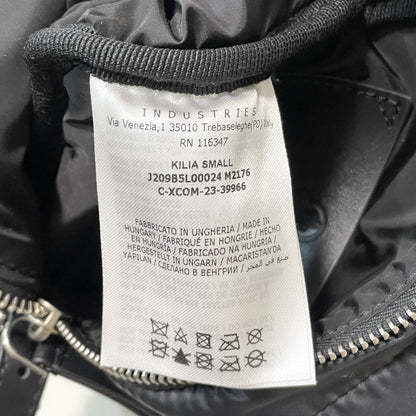 INDUSTRIES
Via Venezia,1 35010 Trebaseleghe(PD) Italy
RN 116347
KILIA SMALL
J209B5L00024 M2176
C-XCOM-23-39966
FABBRICATO IN UNGHERIA / MADE IN
HUNGARY / FABRIQUÉ EN HONGRIE / HECHO
EN HUNGRIA / FABRICADO NA HUNGRIA /
HERGESTELLT IN UNGARN / MACARISTAN'DA
YAPILAN / СДЕЛАНО В ВЕНГРИИ / صنع في المجر